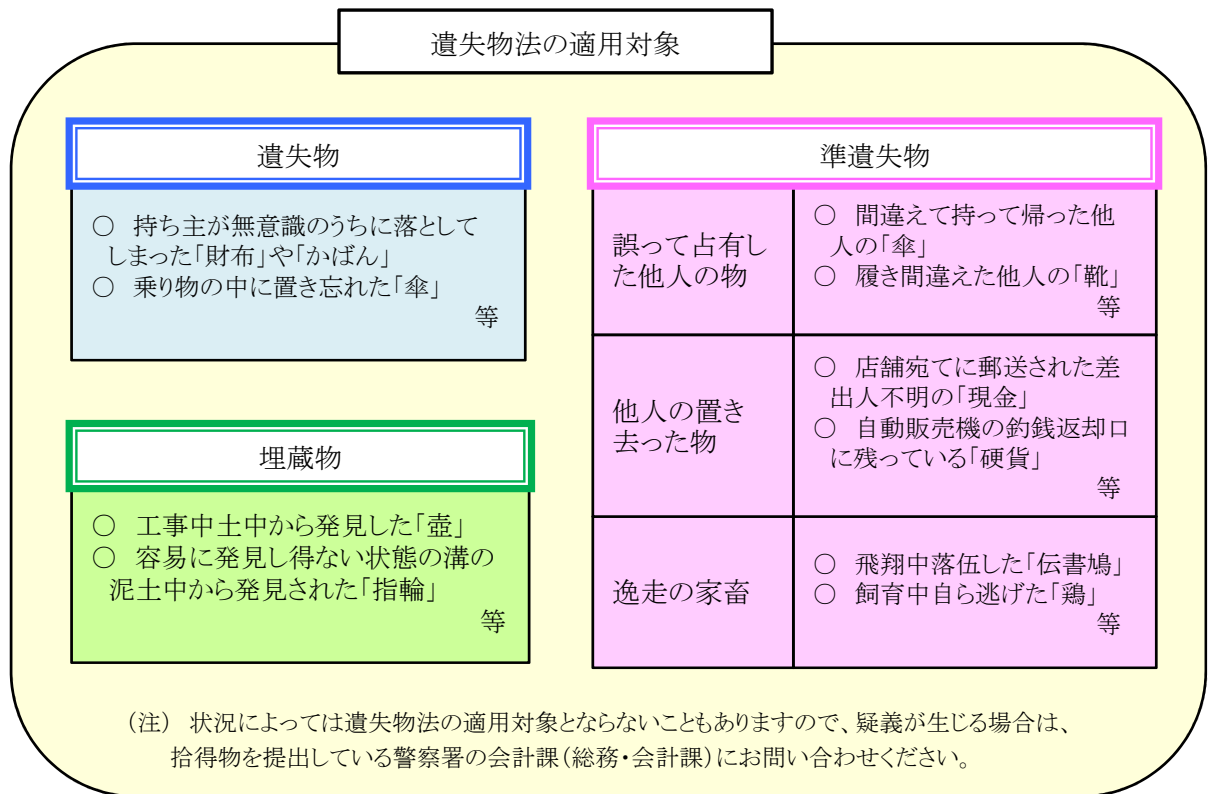 遺失物法の適用対象
遺失物
○ 持ち主が無意識のうちに落として
しまった「財布」や「かばん」
○ 乗り物の中に置き忘れた「傘」
等
埋蔵物
○ 工事中土中から発見した「壺」
○ 容易に発見し得ない状態の溝の
泥土中から発見された「指輪」
等
準遺失物
誤って占有し
た他人の物
○ 間違えて持って帰った他
人の「傘」
○ 履き間違えた他人の「靴」
等
他人の置き
去った物
○ 店舗宛てに郵送された差
出人不明の「現金」
○ 自動販売機の釣銭返却口
に残っている「硬貨」
等
逸走の家畜
○ 飛翔中落伍した「伝書鳩」
○ 飼育中自ら逃げた「鶏」
等
(注) 状況によっては遺失物法の適用対象とならないこともありますので、疑義が生じる場合は、
拾得物を提出している警察署の会計課(総務・会計課)にお問い合わせください。